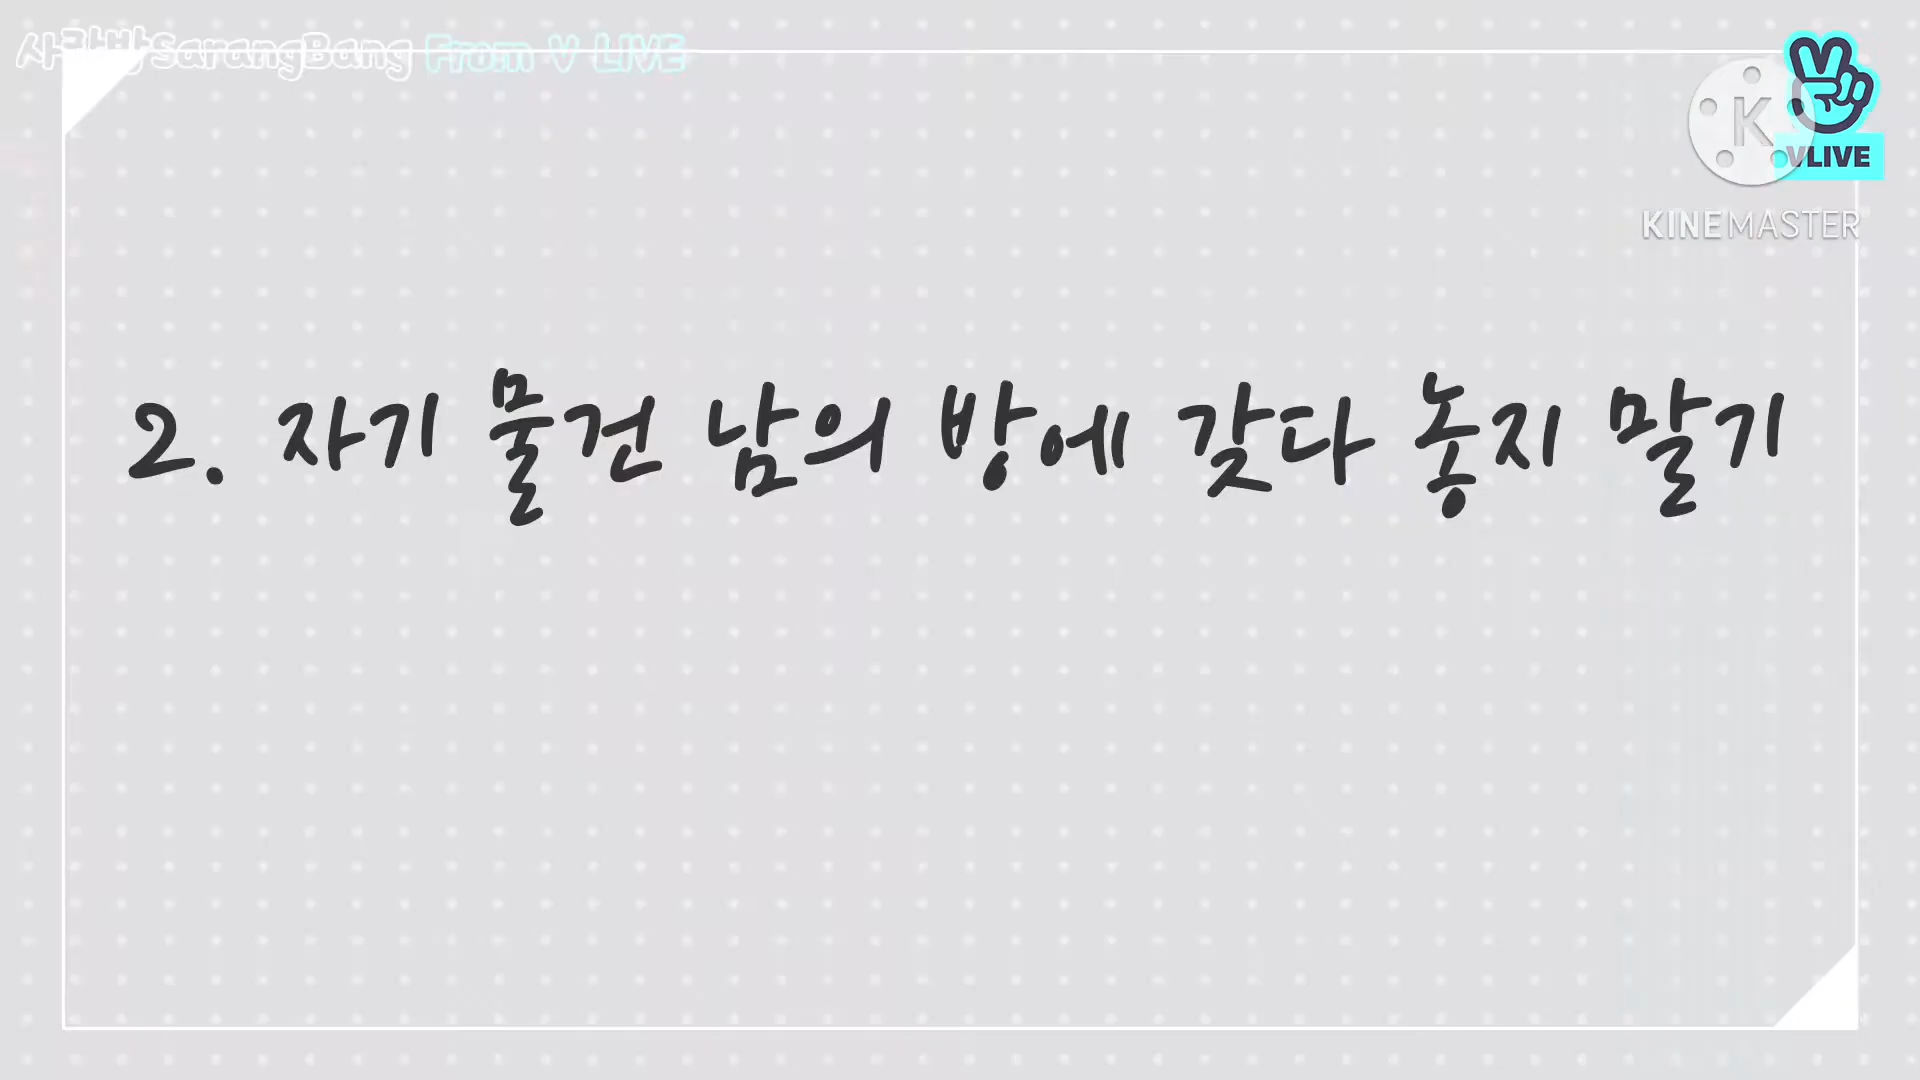 사랑방SarangBang From V LIVE
K
VLIVE
KINEMASTER
2. 자기 물건 남의 방에 갖다 놓지 말기